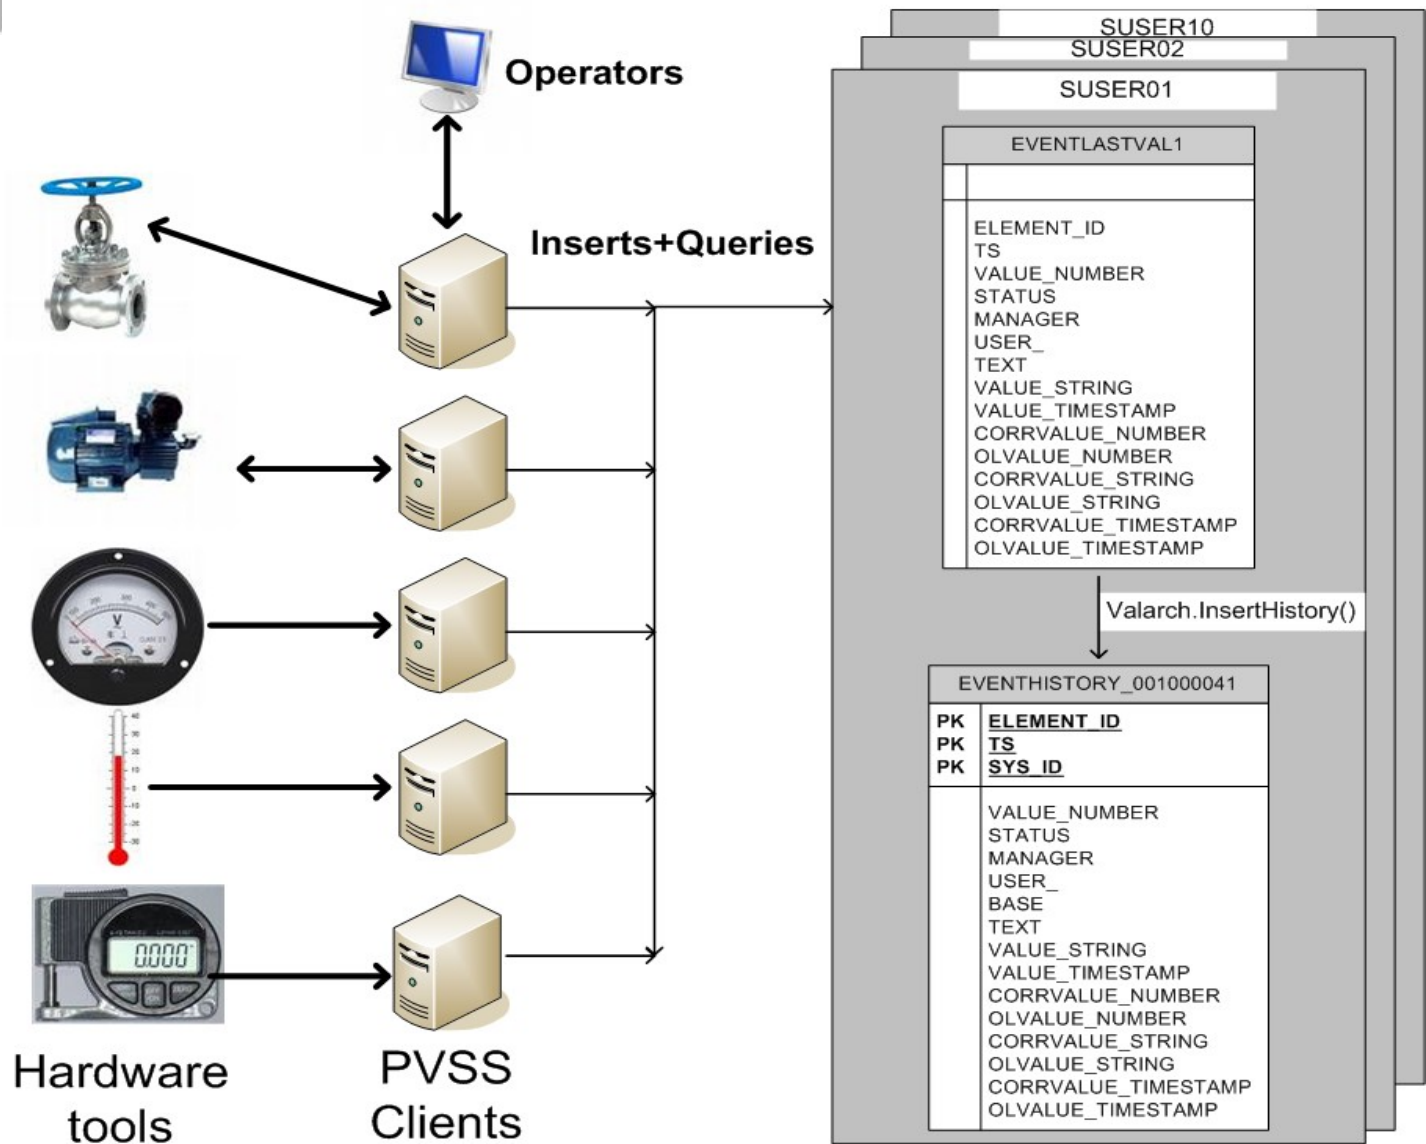 Operators
Inserts+Queries
Hardware
tools
PVSS
Clients
SUSER10
SUSER02
SUSER01
EVENTLASTVAL1
ELEMENT_ID
TS
VALUE_NUMBER
STATUS
MANAGER
USER_
TEXT
VALUE_STRING
VALUE_TIMESTAMP
CORRVALUE_NUMBER
OLVALUE_NUMBER
CORRVALUE_STRING
OLVALUE_STRING
CORRVALUE_TIMESTAMP
OLVALUE_TIMESTAMP
Valarch.InsertHistory()
EVENTHISTORY_001000041
PK ELEMENT_ID
PK TS
PK SYS_ID
VALUE_NUMBER
STATUS
MANAGER
USER_
BASE
TEXT
VALUE_STRING
VALUE_TIMESTAMP
CORRVALUE_NUMBER
OLVALUE_NUMBER
CORRVALUE_STRING
OLVALUE_STRING
CORRVALUE_TIMESTAMP
OLVALUE_TIMESTAMP
V
0.000